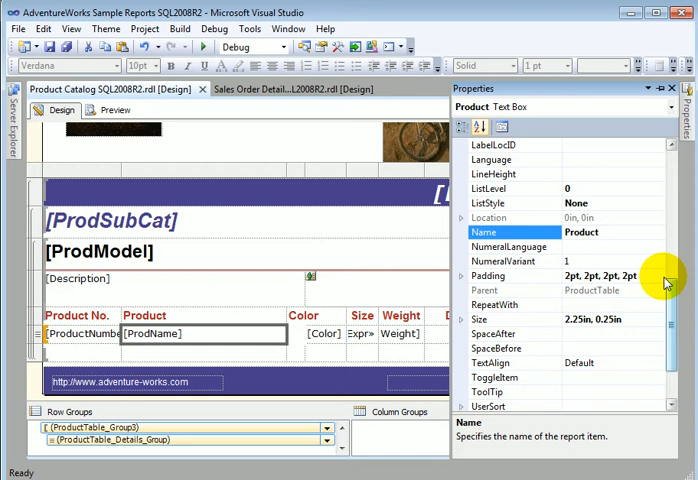 AdventureWorks Sample Reports SQL2008R2 - Microsoft Visual Studio
File Edit View Theme Project Build Debug Data Tools Window Help
Debug
Verdana 10pt B I U A Solid 1 pt
Server Explorer
Product Catalog SQL2008R2.rdl [Design] Sales Order Detail...L2008R2.rdl [Design]
Design Preview
[ProdSubCat]
[ProdModel]
[Description]
Product No. Product Color Size Weight D
[ProductNumbe [ProdName] [Color] [Expr» Weight]
http://www.adventure-works.com
Row Groups Column Groups
(ProductTable_Group3)
(ProductTable_Details_Group)
Properties
Product Text Box
LabelLocID
Language
LineHeight
ListLevel 0
ListStyle None
Location 0in, 0in
Name Product
NumeralLanguage
NumeralVariant 1
Padding 2pt, 2pt, 2pt, 2pt
Parent ProductTable
RepeatWith
Size 2.25in, 0.25in
SpaceAfter
SpaceBefore
TextAlign Default
ToggleItem
ToolTip
UserSort
Name
Specifies the name of the report item.
Properties
Ready